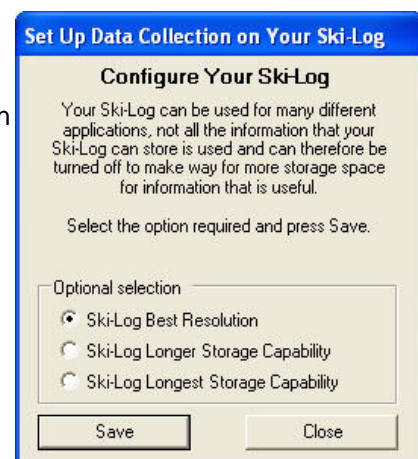 Set Up Data Collection on Your Ski-Log
Configure Your Ski-Log
n
Your Ski-Log can be used for many different
applications, not all the information that your
Ski-Log can store is used and can therefore be
turned off to make way for more storage space
for information that is useful.
Select the option required and press Save.
Optional selection
Ski-Log Best Resolution
Ski-Log Longer Storage Capability
Ski-Log Longest Storage Capability
Save Close